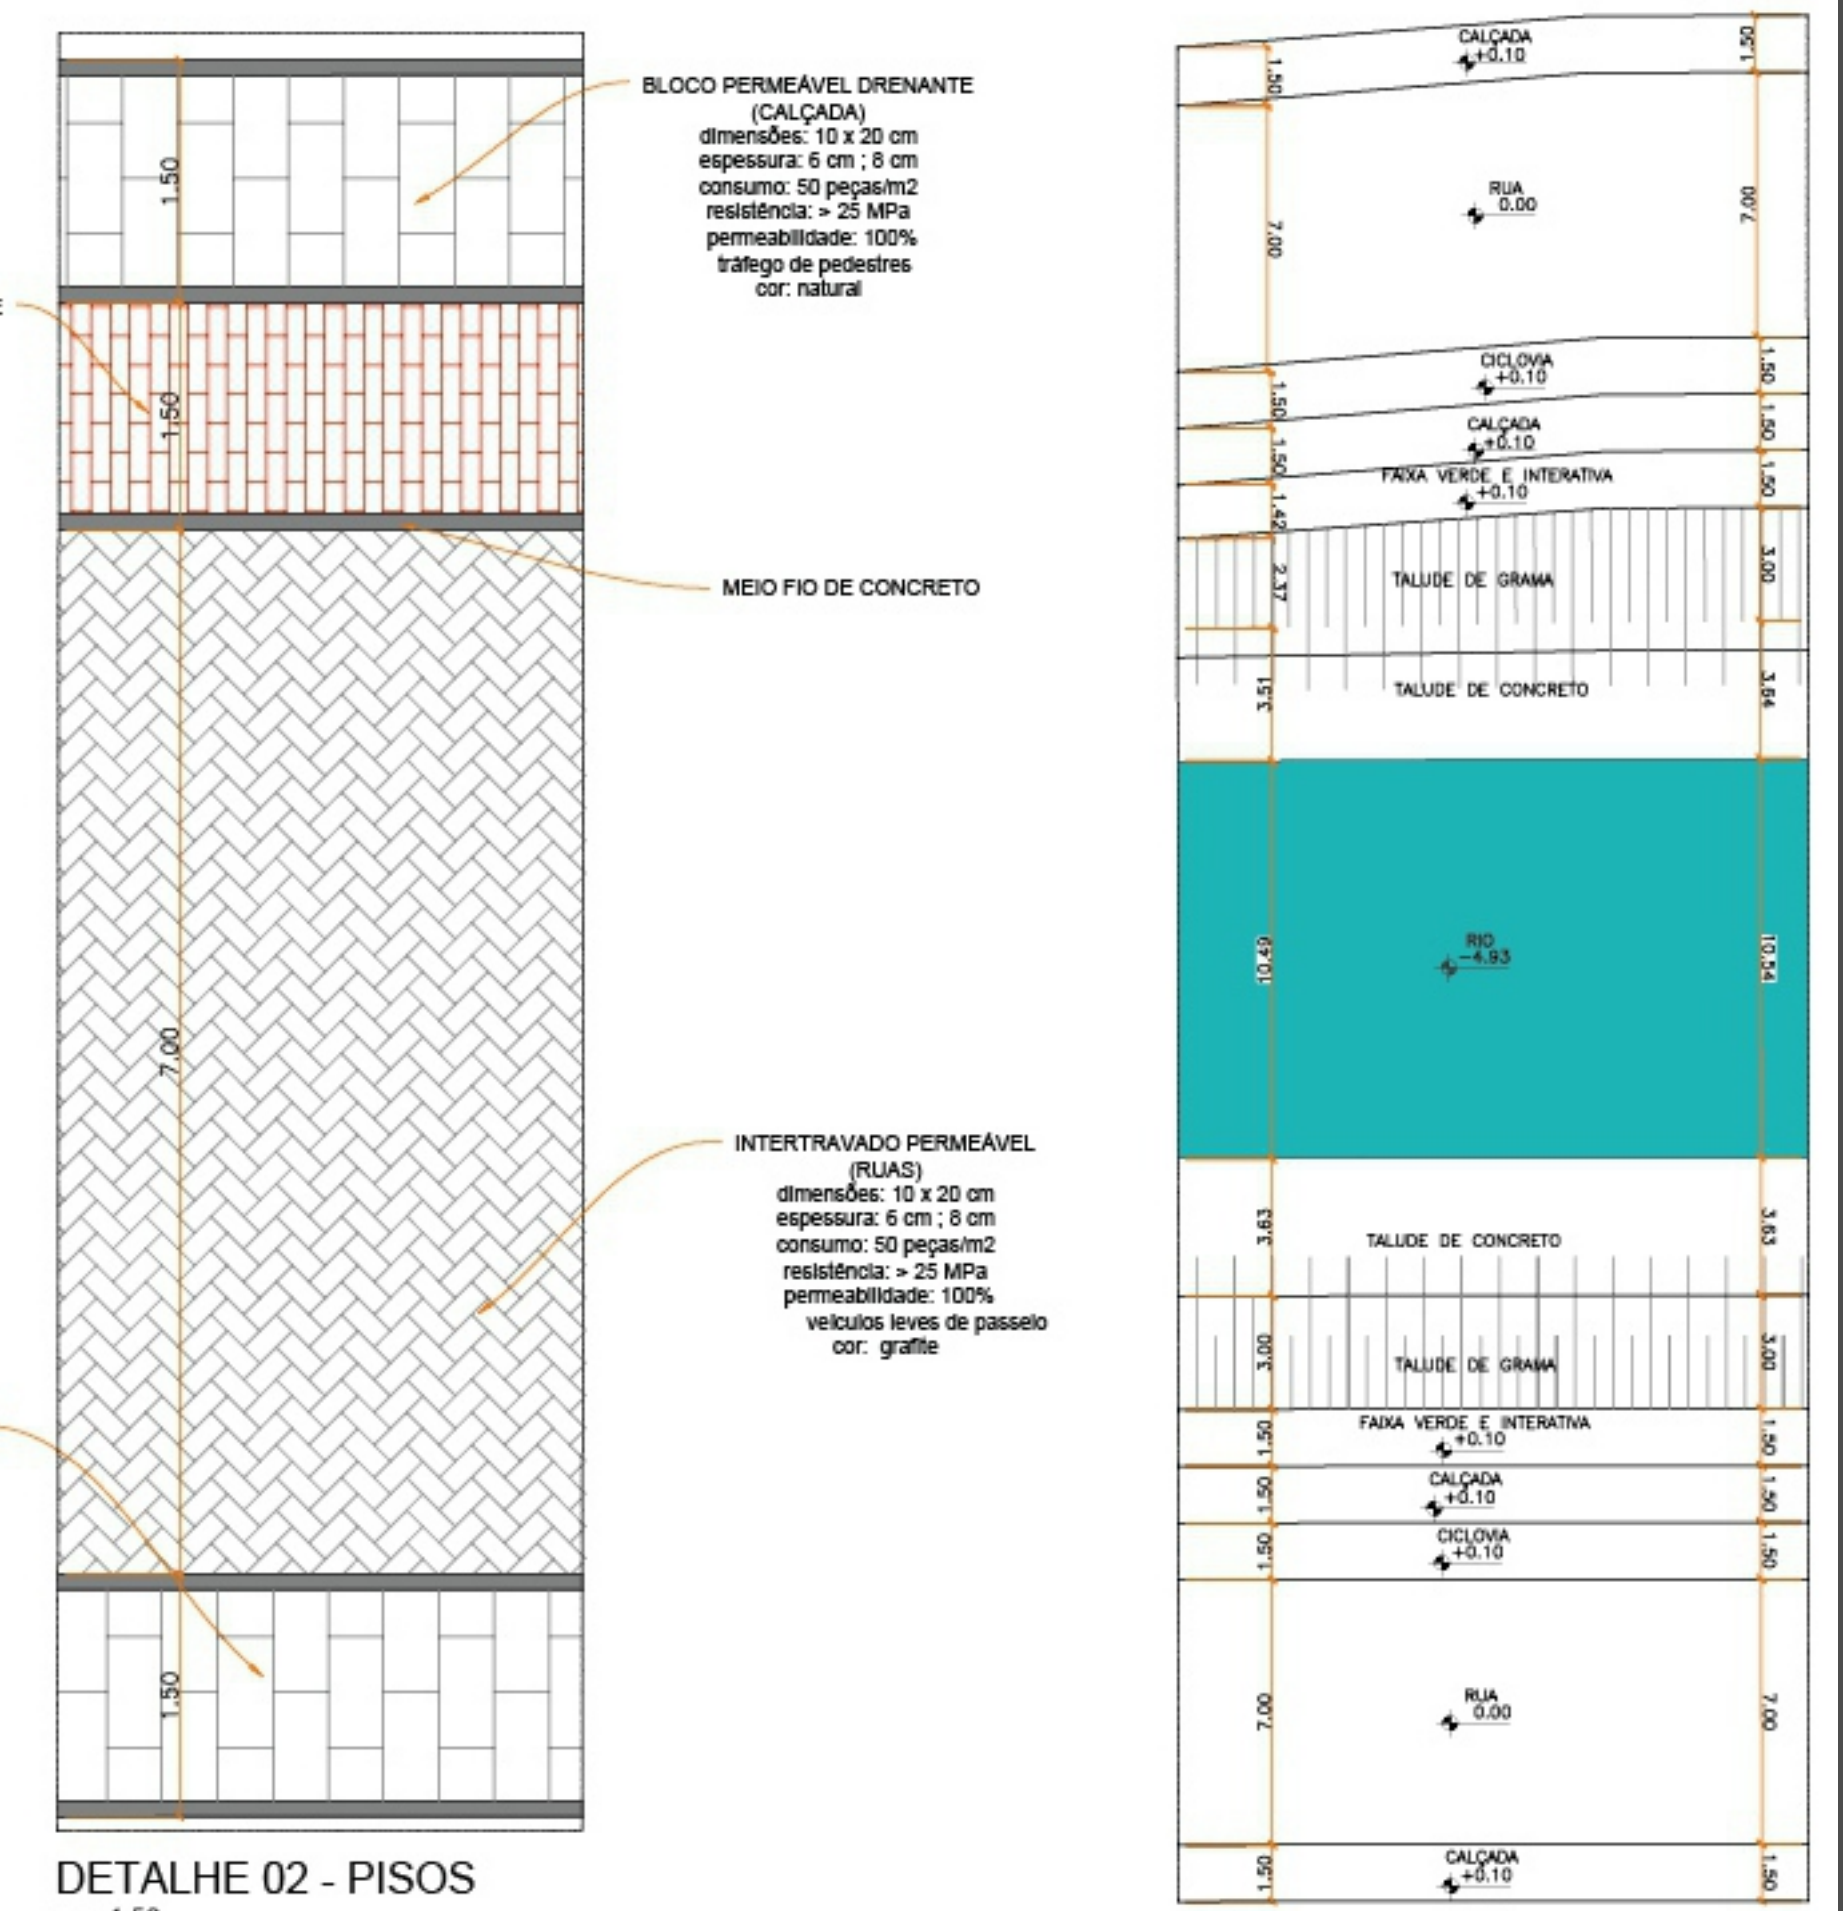 1.50
BLOCO PERMEÁVEL DRENANTE
(CALÇADA)
dimensões: 10 x 20 cm
espessura: 6 cm ; 8 cm
consumo: 50 peças/m2
resistência: > 25 MPa
permeabilidade: 100%
tráfego de pedestres
cor: natural
1.50
MEIO FIO DE CONCRETO
7.00
INTERTRAVADO PERMEÁVEL
(RUAS)
dimensões: 10 x 20 cm
espessura: 6 cm ; 8 cm
consumo: 50 peças/m2
resistência: > 25 MPa
permeabilidade: 100%
veículos leves de passeio
cor: grafite
1.50
DETALHE 02 - PISOS
CALÇADA
+0.10
1.50
1.50
RUA
0.00
7.00
7.00
CICLOVIA
+0.10
1.50
1.50
CALÇADA
+0.10
1.50
1.50
FAIXA VERDE E INTERATIVA
+0.10
1.42
1.50
TALUDE DE GRAMA
2.37
3.00
TALUDE DE CONCRETO
3.51
3.64
RIO
-4.93
10.49
10.54
TALUDE DE CONCRETO
3.63
3.63
TALUDE DE GRAMA
3.00
3.00
FAIXA VERDE E INTERATIVA
+0.10
1.50
1.50
CALÇADA
+0.10
1.50
1.50
CICLOVIA
+0.10
1.50
1.50
RUA
0.00
7.00
7.00
CALÇADA
+0.10
1.50
1.50